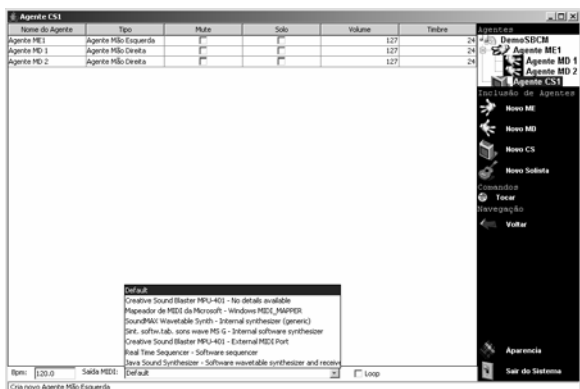 Agente CS1
Nome do Agente Tipo Mute Solo Volume Timbre
Agente ME1 Agente Mão Esquerda 127 24
Agente MD 1 Agente Mão Direita 127 24
Agente MD 2 Agente Mão Direita 127 24
Agentes
DemoSBCM
Agente ME1
Agente MD 1
Agente MD 2
Agente CS1
Inclusão de Agentes
Novo ME
Novo MD
Novo CS
Novo Solista
Comandos
Tocar
Navegação
Voltar
Default
Creative Sound Blaster MPU-401 - No details available
Mapeador de MIDI da Microsoft - Windows MIDI_MAPPER
SoundMAX Wavetable Synth - Internal synthesizer (generic)
Sint. softw.tab. sons wave MS G - Internal software synthesizer
Creative Sound Blaster MPU-401 - External MIDI Port
Real Time Sequencer - Software sequencer
Java Sound Synthesizer - Software wavetable synthesizer and receive
Bpm: 120.0 Saída MIDI: Default Loop
Aparencia
Sair do Sistema
Cria novo Agente Mão Esquerda